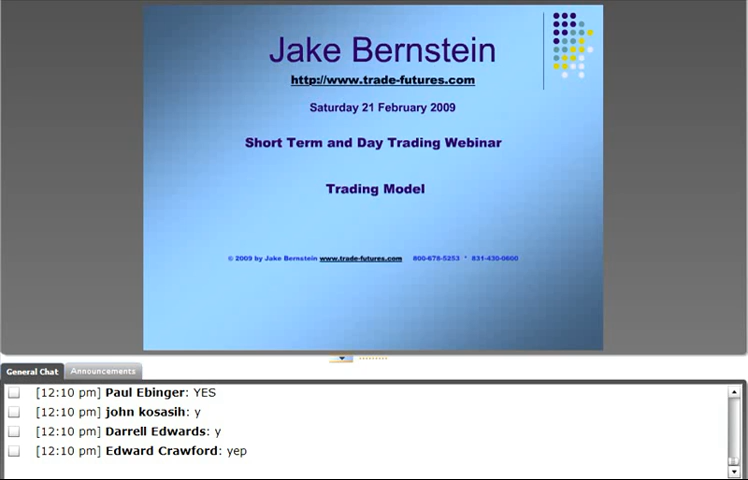 Jake Bernstein
http://www.trade-futures.com
Saturday 21 February 2009
Short Term and Day Trading Webinar
Trading Model
© 2009 by Jake Bernstein www.trade-futures.com 800-678-5253 * 831-430-0600
General Chat Announcements
[12:10 pm] Paul Ebinger: YES
[12:10 pm] john kosasih: y
[12:10 pm] Darrell Edwards: y
[12:10 pm] Edward Crawford: yep